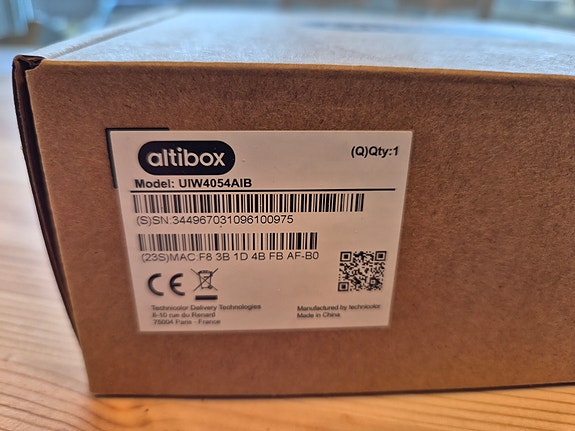 altibox
(Q)Qty:1
Model: UIW4054AIB
(S)SN:344967031096100975
(23S)MAC:F8 3B 1D 4B FB AF-B0
CE
Technicolor Delivery Technologies
8-10 rue du Renard
75004 Paris - France
Manufactured by technicolor
Made in China